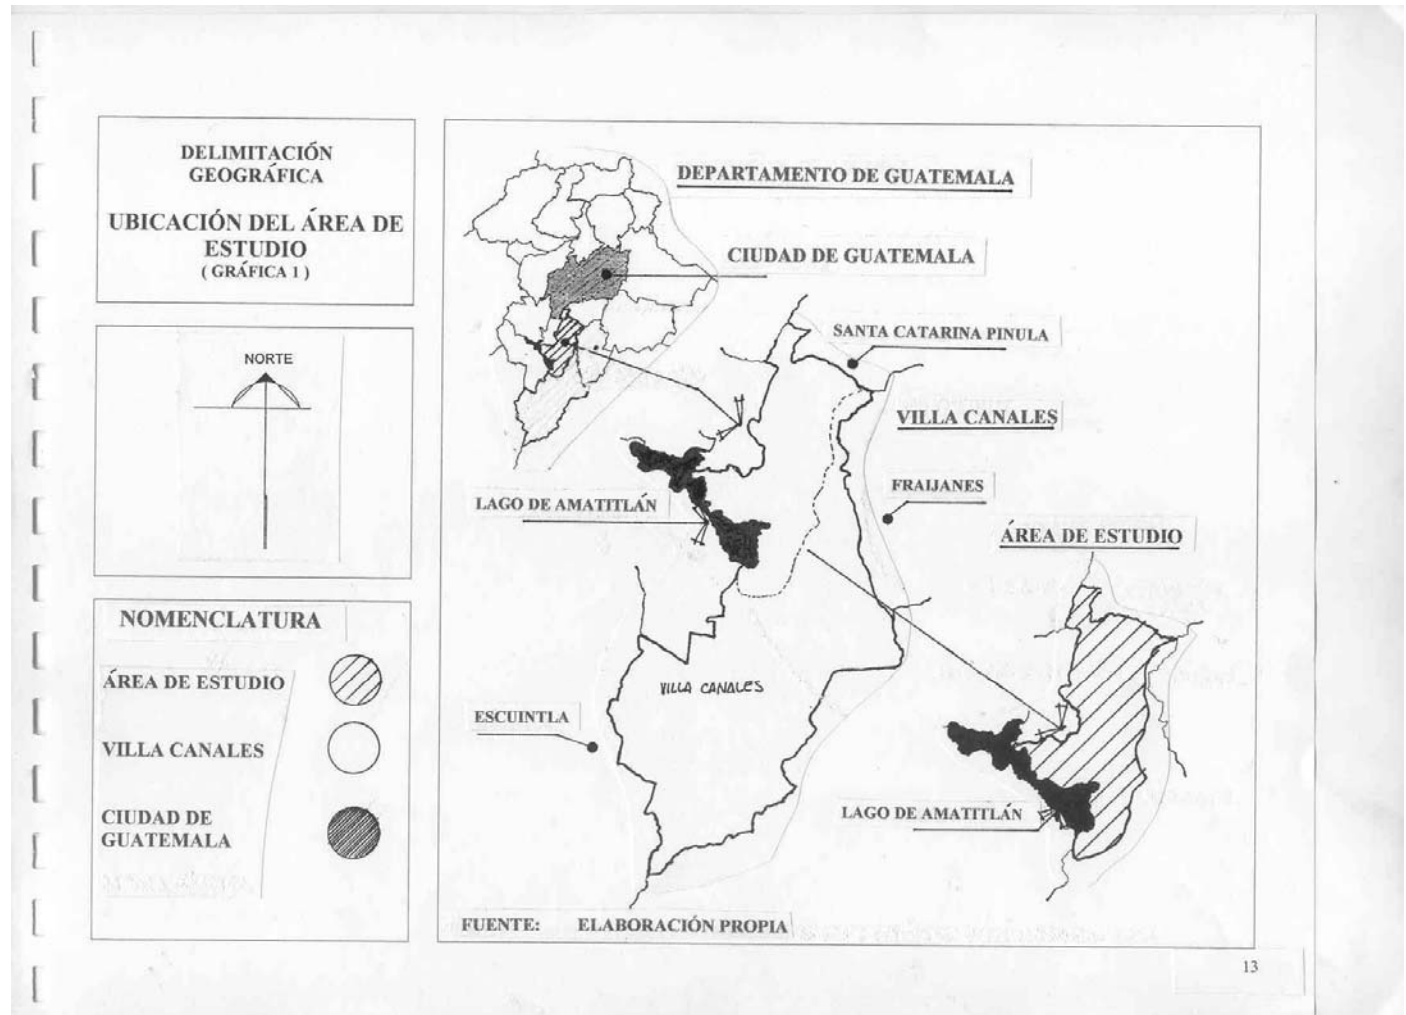 DELIMITACIÓN
GEOGRÁFICA
UBICACIÓN DEL ÁREA DE
ESTUDIO
( GRÁFICA 1 )
NORTE
NOMENCLATURA
ÁREA DE ESTUDIO
VILLA CANALES
CIUDAD DE
GUATEMALA
DEPARTAMENTO DE GUATEMALA
CIUDAD DE GUATEMALA
SANTA CATARINA PINULA
VILLA CANALES
FRAIJANES
LAGO DE AMATITLÁN
ÁREA DE ESTUDIO
VILLA CANALES
ESCUINTLA
LAGO DE AMATITLÁN
FUENTE: ELABORACIÓN PROPIA
13